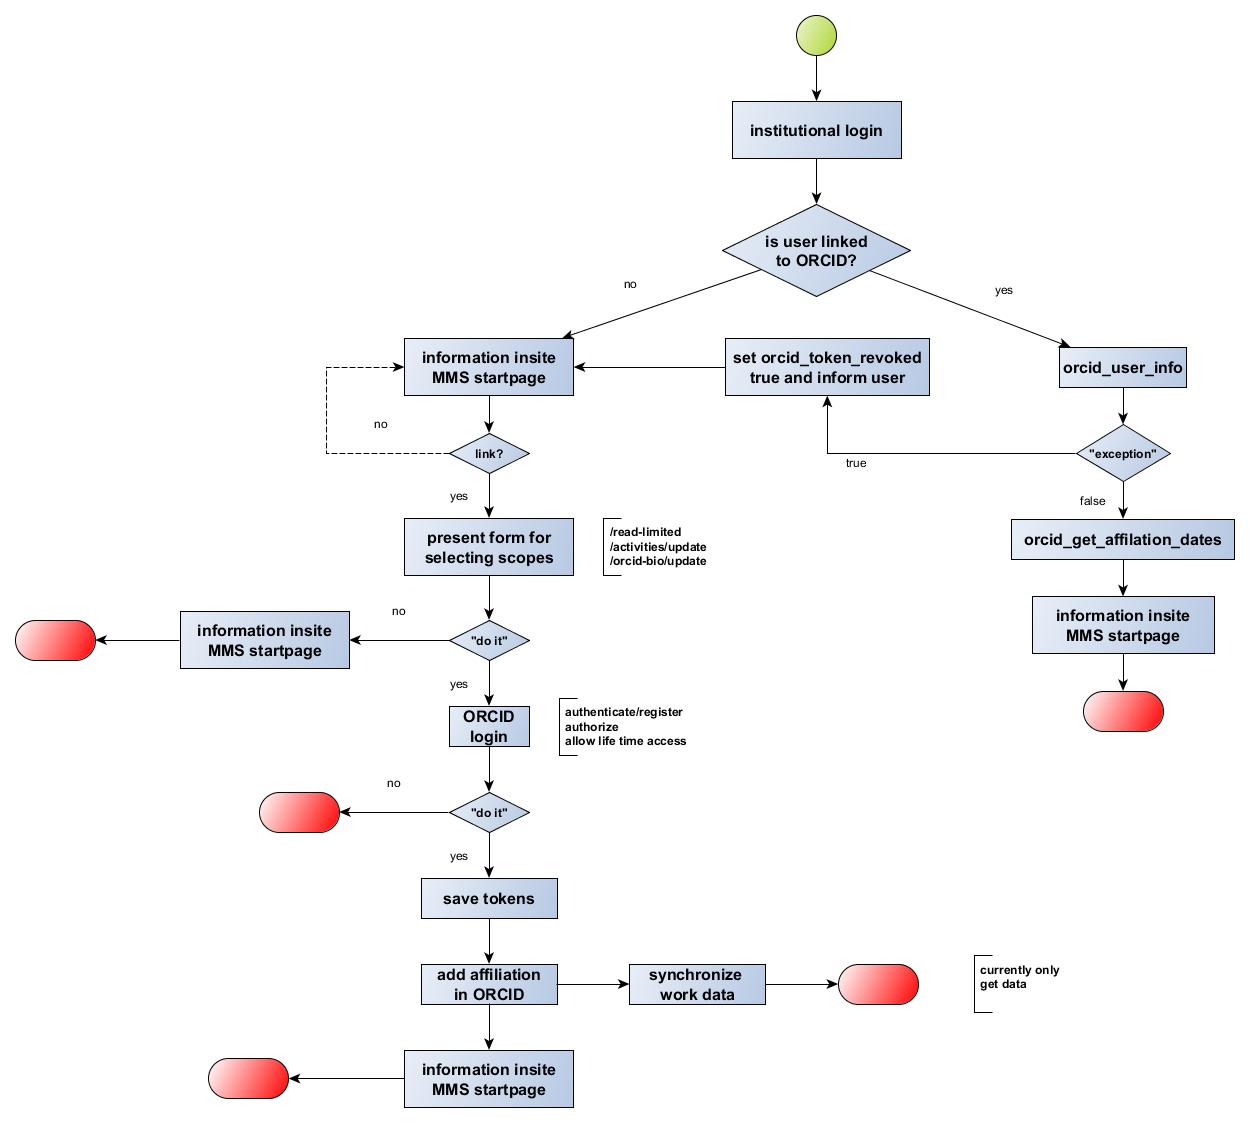 institutional login
is user linked
to ORCID?
no
yes
information insite
MMS startpage
set orcid_token_revoked
true and inform user
orcid_user_info
no
link?
"exception"
true
yes
false
present form for
selecting scopes
/read-limited
/activities/update
/orcid-bio/update
orcid_get_affilation_dates
no
information insite
MMS startpage
"do it"
information insite
MMS startpage
yes
ORCID
login
authenticate/register
authorize
allow life time access
no
"do it"
yes
save tokens
add affiliation
in ORCID
synchronize
work data
currently only
get data
information insite
MMS startpage